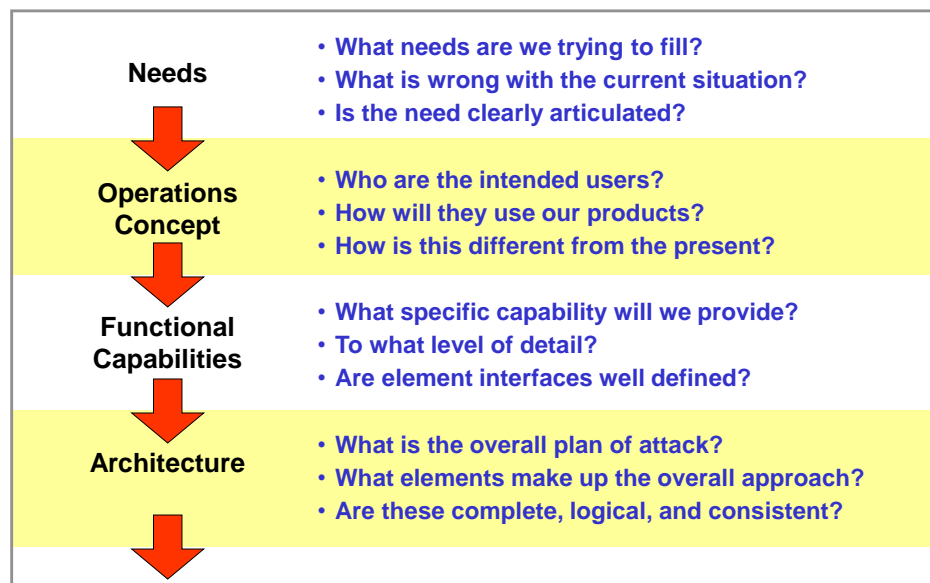 Needs
• What needs are we trying to fill?
• What is wrong with the current situation?
• Is the need clearly articulated?
Operations
Concept
• Who are the intended users?
• How will they use our products?
• How is this different from the present?
Functional
Capabilities
• What specific capability will we provide?
• To what level of detail?
• Are element interfaces well defined?
Architecture
• What is the overall plan of attack?
• What elements make up the overall approach?
• Are these complete, logical, and consistent?